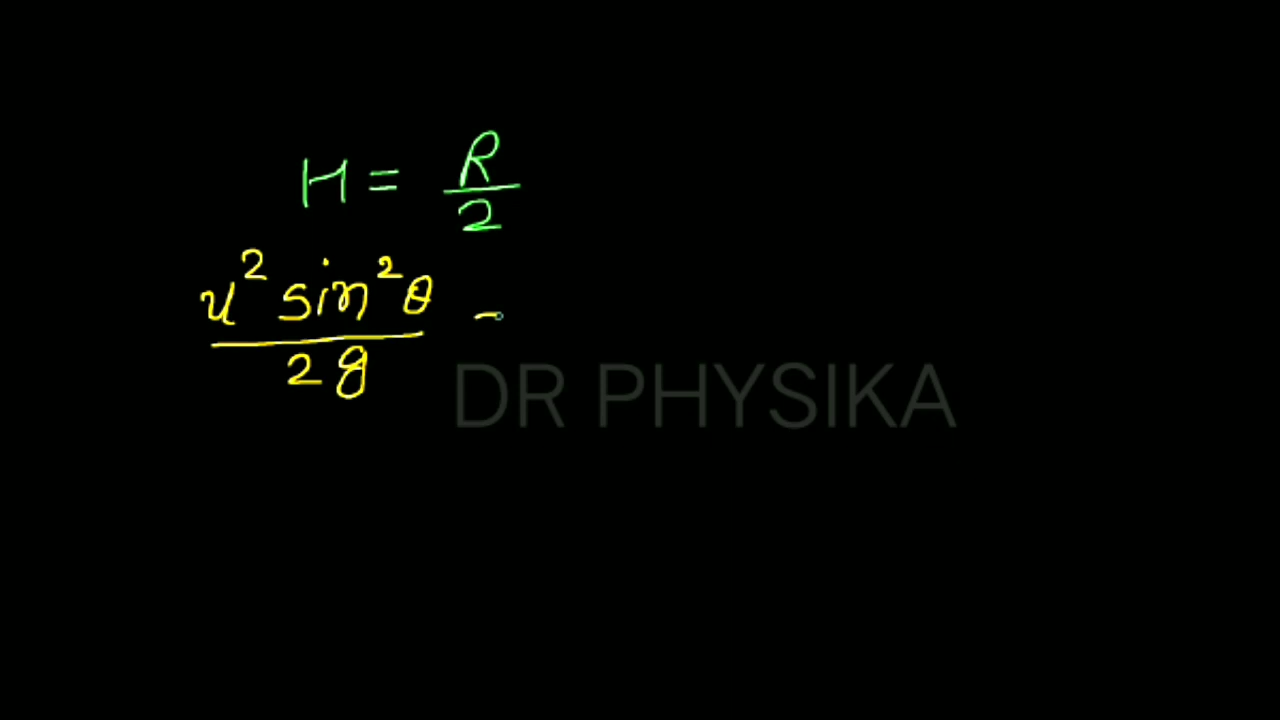 H = R/2
u² sin²θ / 2g −
DR PHYSIKA